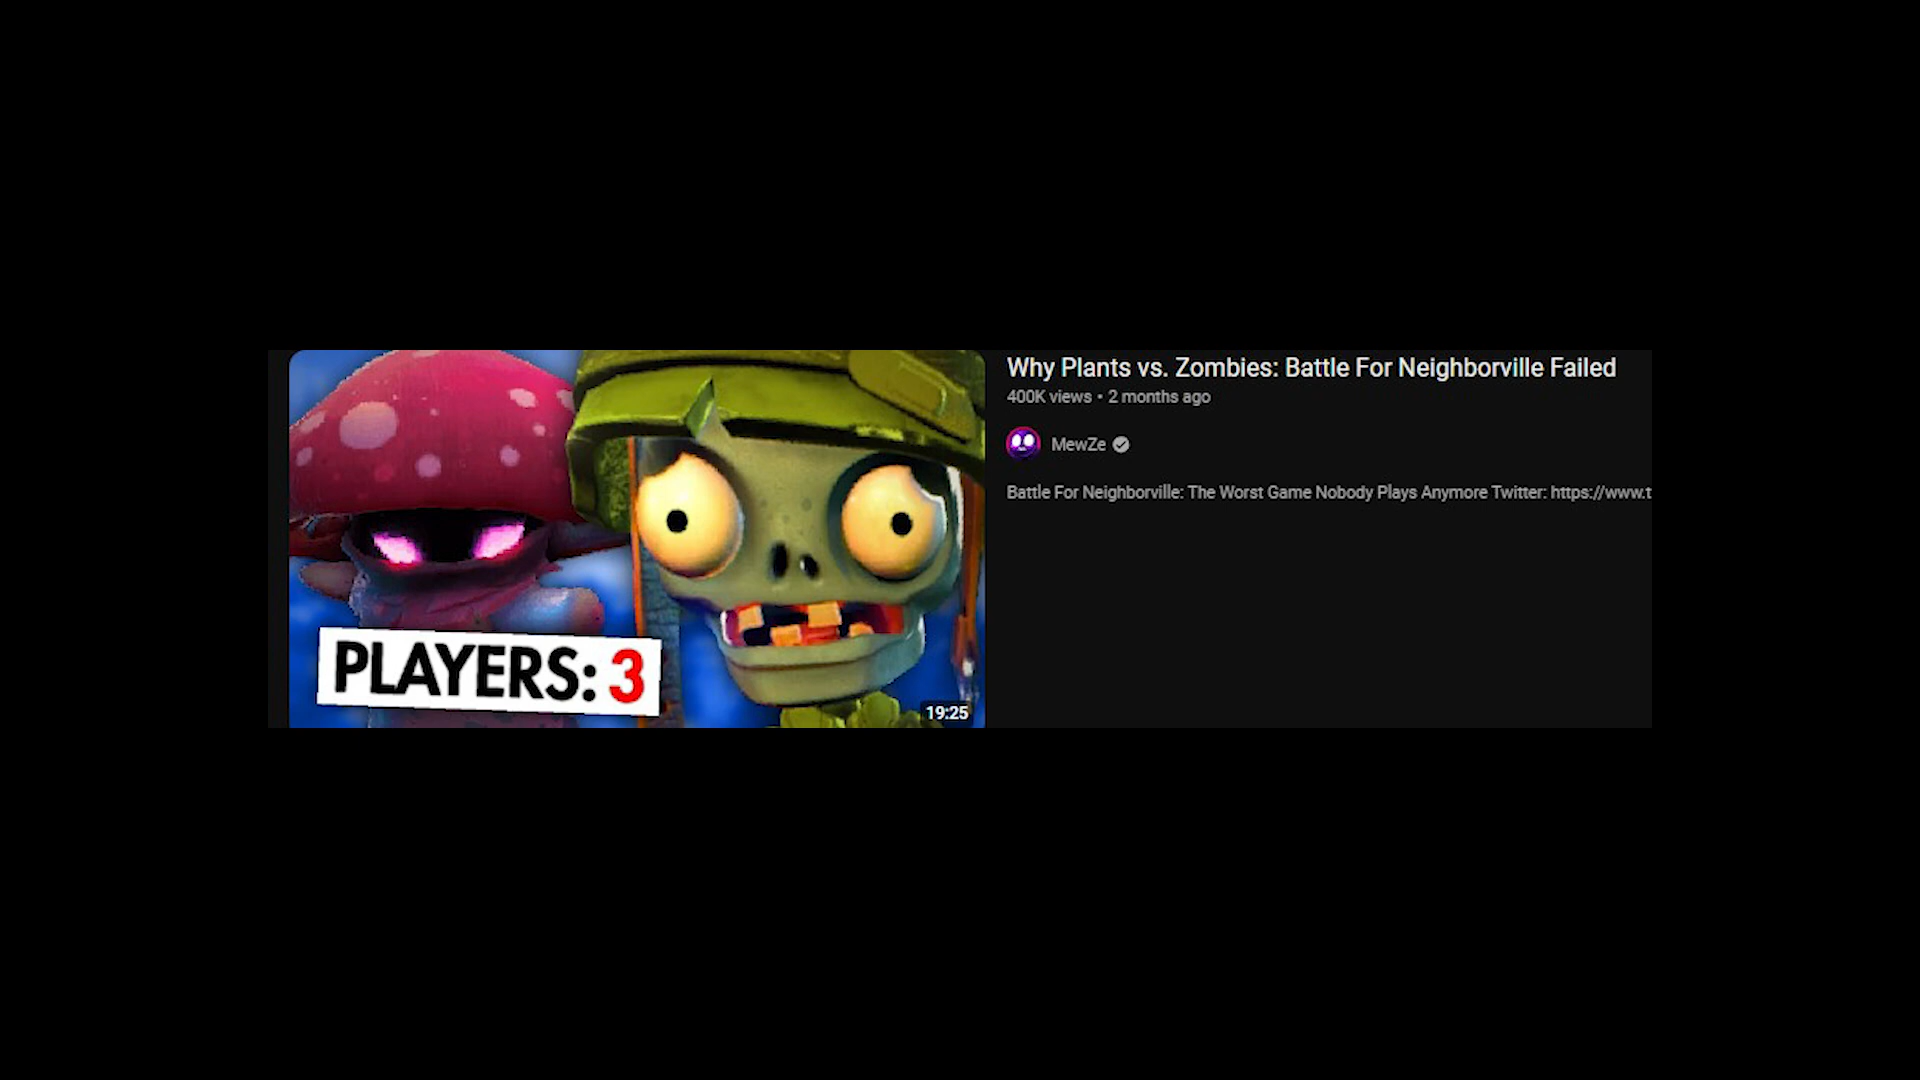 PLAYERS: 3
19:25
Why Plants vs. Zombies: Battle For Neighborville Failed
400K views • 2 months ago
MewZe
Battle For Neighborville: The Worst Game Nobody Plays Anymore Twitter: https://www.t